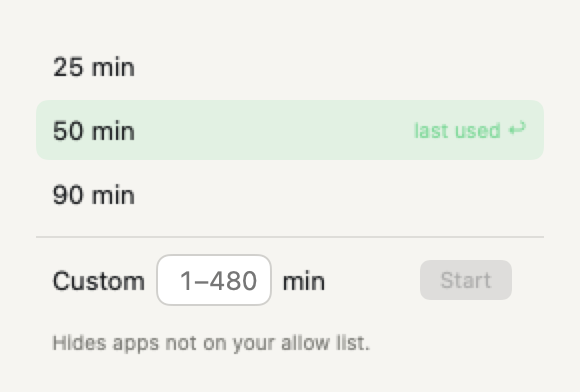 25 min
50 min last used ↵
90 min
Custom 1–480 min Start
Hides apps not on your allow list.